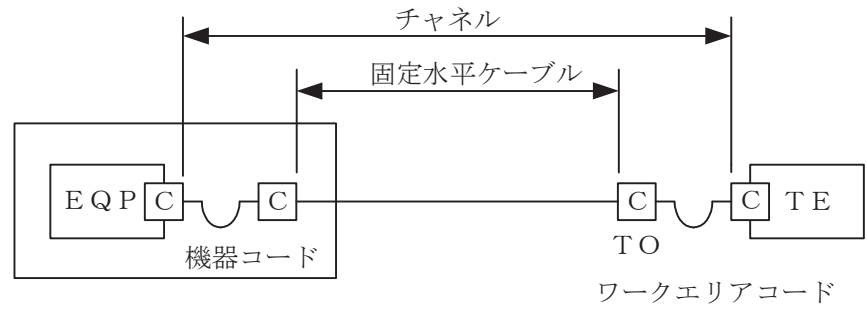 チャネル
固定水平ケーブル
ＥＱＰ Ｃ Ｃ Ｃ Ｃ ＴＥ
機器コード
ＴＯ
ワークエリアコード